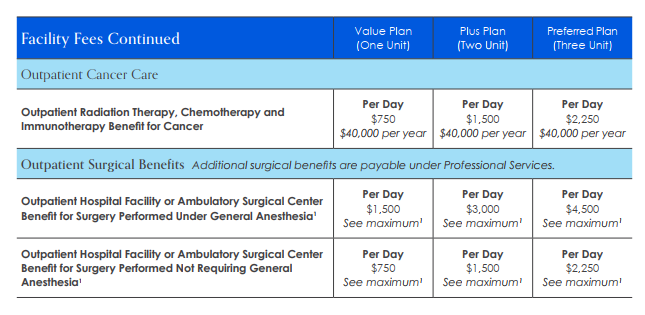 Facility Fees Continued
Value Plan
(One Unit)
Plus Plan
(Two Unit)
Preferred Plan
(Three Unit)
Outpatient Cancer Care
Outpatient Radiation Therapy, Chemotherapy and
Immunotherapy Benefit for Cancer
Per Day
$750
$40,000 per year
Per Day
$1,500
$40,000 per year
Per Day
$2,250
$40,000 per year
Outpatient Surgical Benefits Additional surgical benefits are payable under Professional Services.
Outpatient Hospital Facility or Ambulatory Surgical Center
Benefit for Surgery Performed Under General Anesthesia¹
Per Day
$1,500
See maximum¹
Per Day
$3,000
See maximum¹
Per Day
$4,500
See maximum¹
Outpatient Hospital Facility or Ambulatory Surgical Center
Benefit for Surgery Performed Not Requiring General
Anesthesia¹
Per Day
$750
See maximum¹
Per Day
$1,500
See maximum¹
Per Day
$2,250
See maximum¹